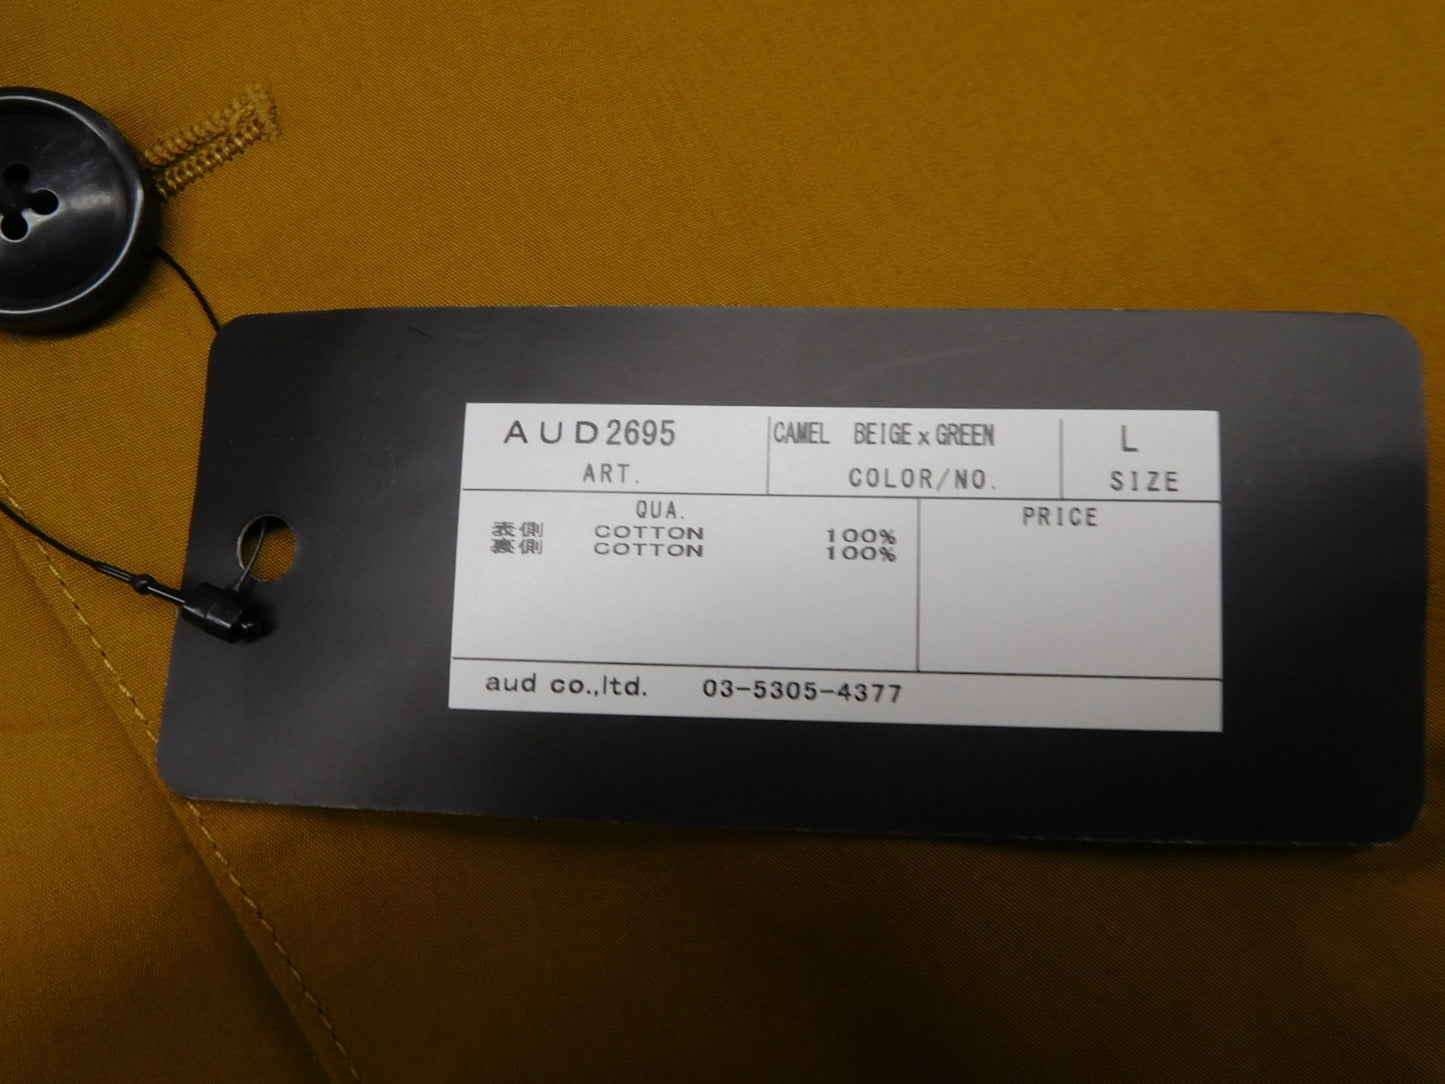 AUD2695 CAMEL BEIGE x GREEN L
ART. COLOR/NO. SIZE
QUA. PRICE
表側 COTTON 100%
裏側 COTTON 100%
aud co.,ltd. 03-5305-4377